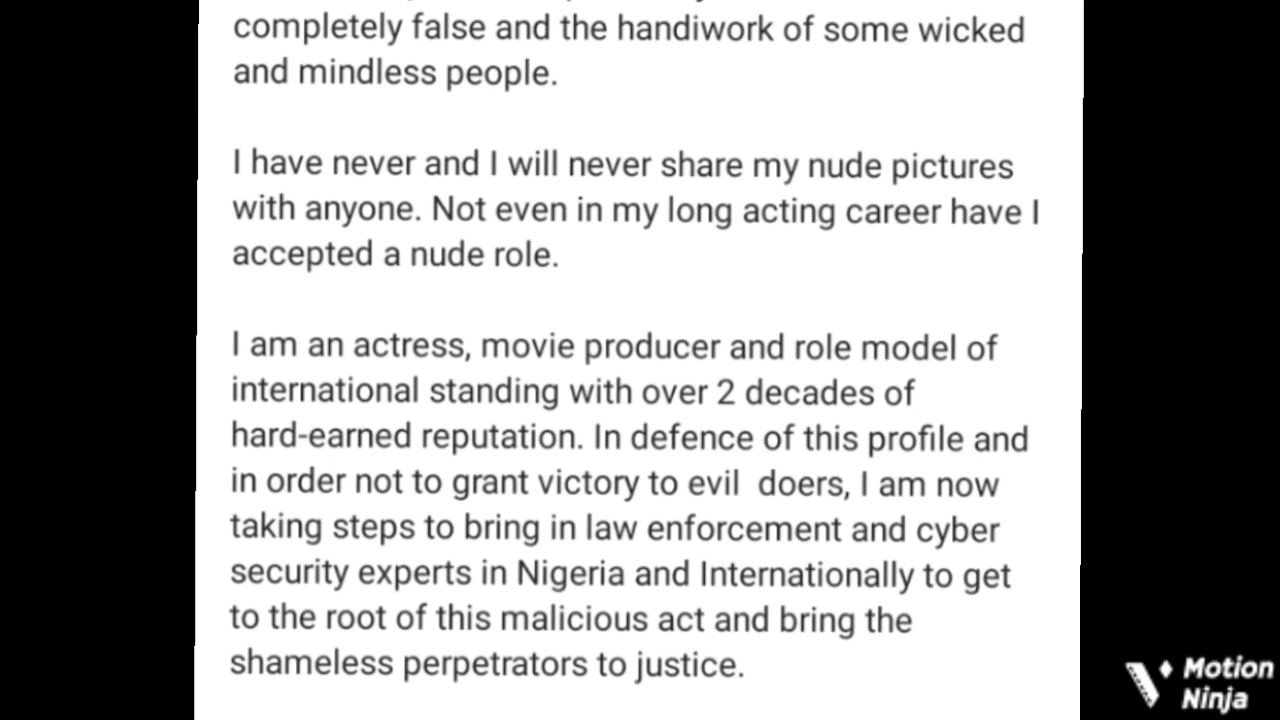 completely false and the handiwork of some wicked
and mindless people.
I have never and I will never share my nude pictures
with anyone. Not even in my long acting career have I
accepted a nude role.
I am an actress, movie producer and role model of
international standing with over 2 decades of
hard-earned reputation. In defence of this profile and
in order not to grant victory to evil  doers, I am now
taking steps to bring in law enforcement and cyber
security experts in Nigeria and Internationally to get
to the root of this malicious act and bring the
shameless perpetrators to justice.
Motion
Ninja